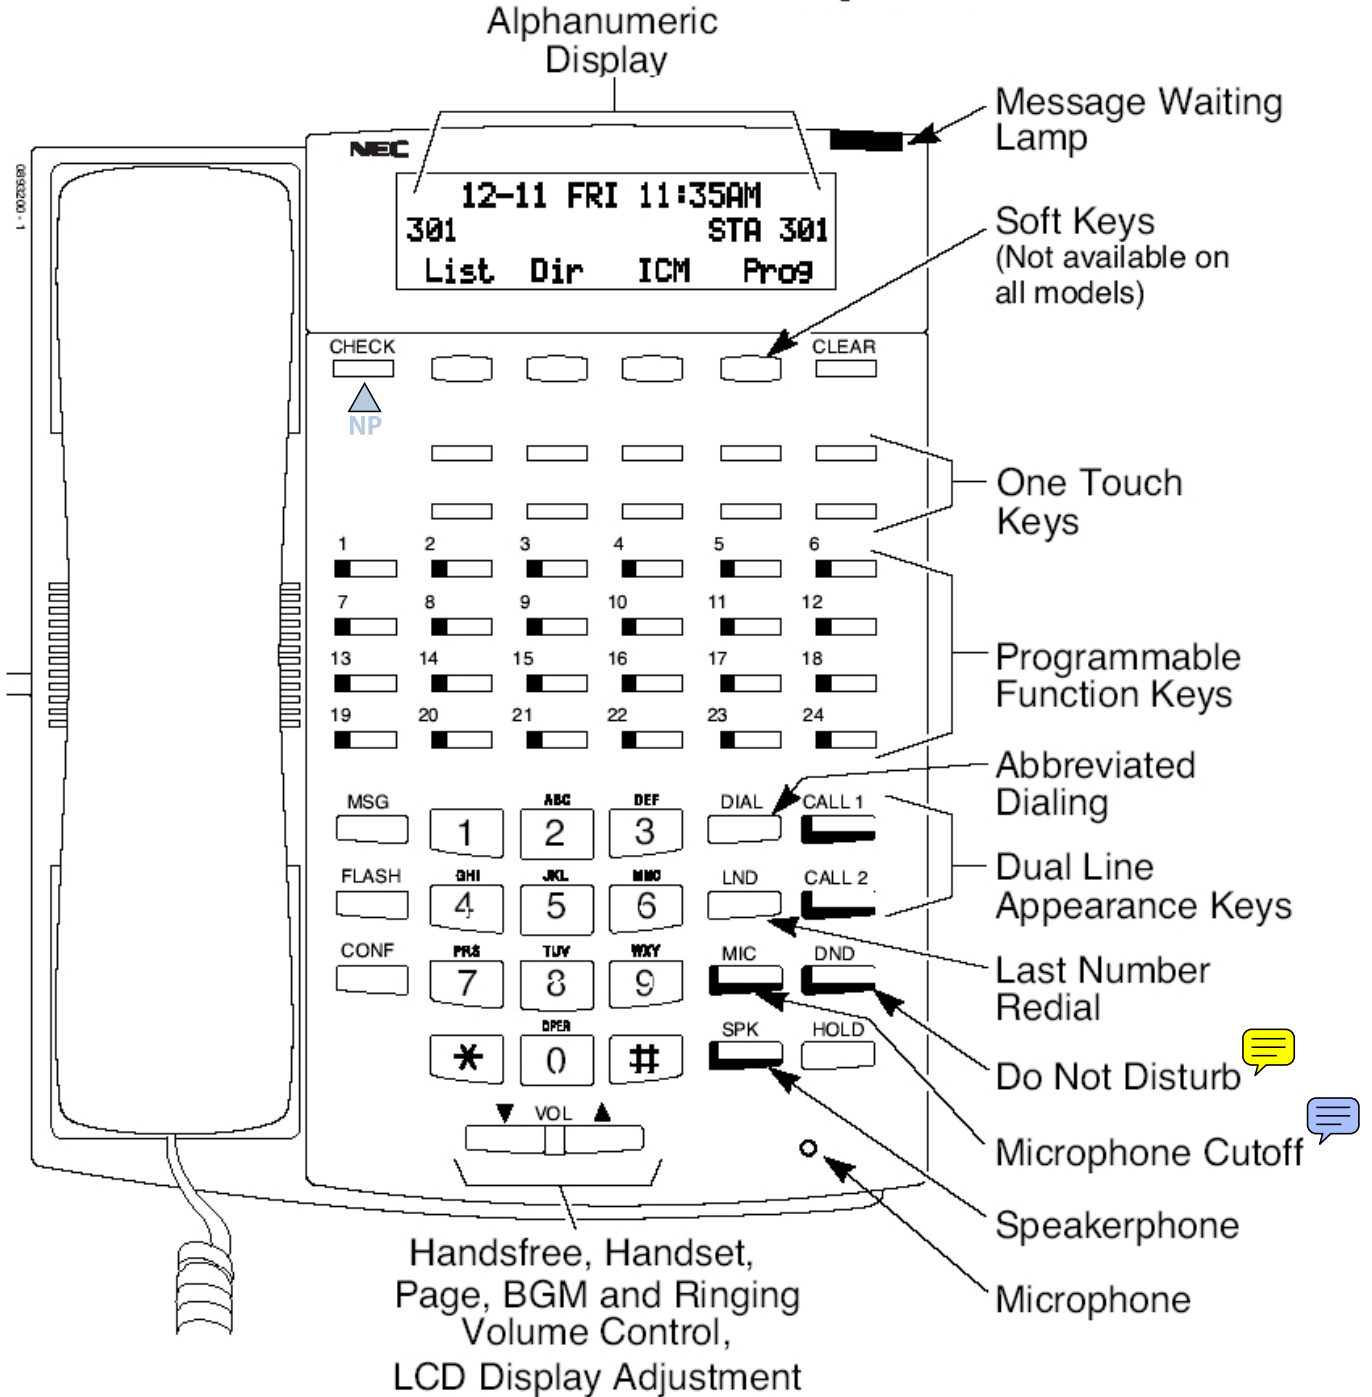 Alphanumeric
Display
Message Waiting
Lamp
NEC
0893200 - 1
12-11 FRI 11:35AM
301 STA 301
List Dir ICM Prog
Soft Keys
(Not available on
all models)
CHECK CLEAR
NP
One Touch
Keys
1 2 3 4 5 6
7 8 9 10 11 12
13 14 15 16 17 18
19 20 21 22 23 24
Programmable
Function Keys
Abbreviated
Dialing
MSG ABC DEF DIAL CALL 1
1 2 3
Dual Line
Appearance Keys
FLASH GHI JKL LND CALL 2
4 5 6
Last Number
Redial
CONF PRS TUV WXY MIC DND
7 8 9
Do Not Disturb
OPER SPK HOLD
* 0 #
Microphone Cutoff
▼ VOL ▲
Speakerphone
Microphone
Handsfree, Handset,
Page, BGM and Ringing
Volume Control,
LCD Display Adjustment